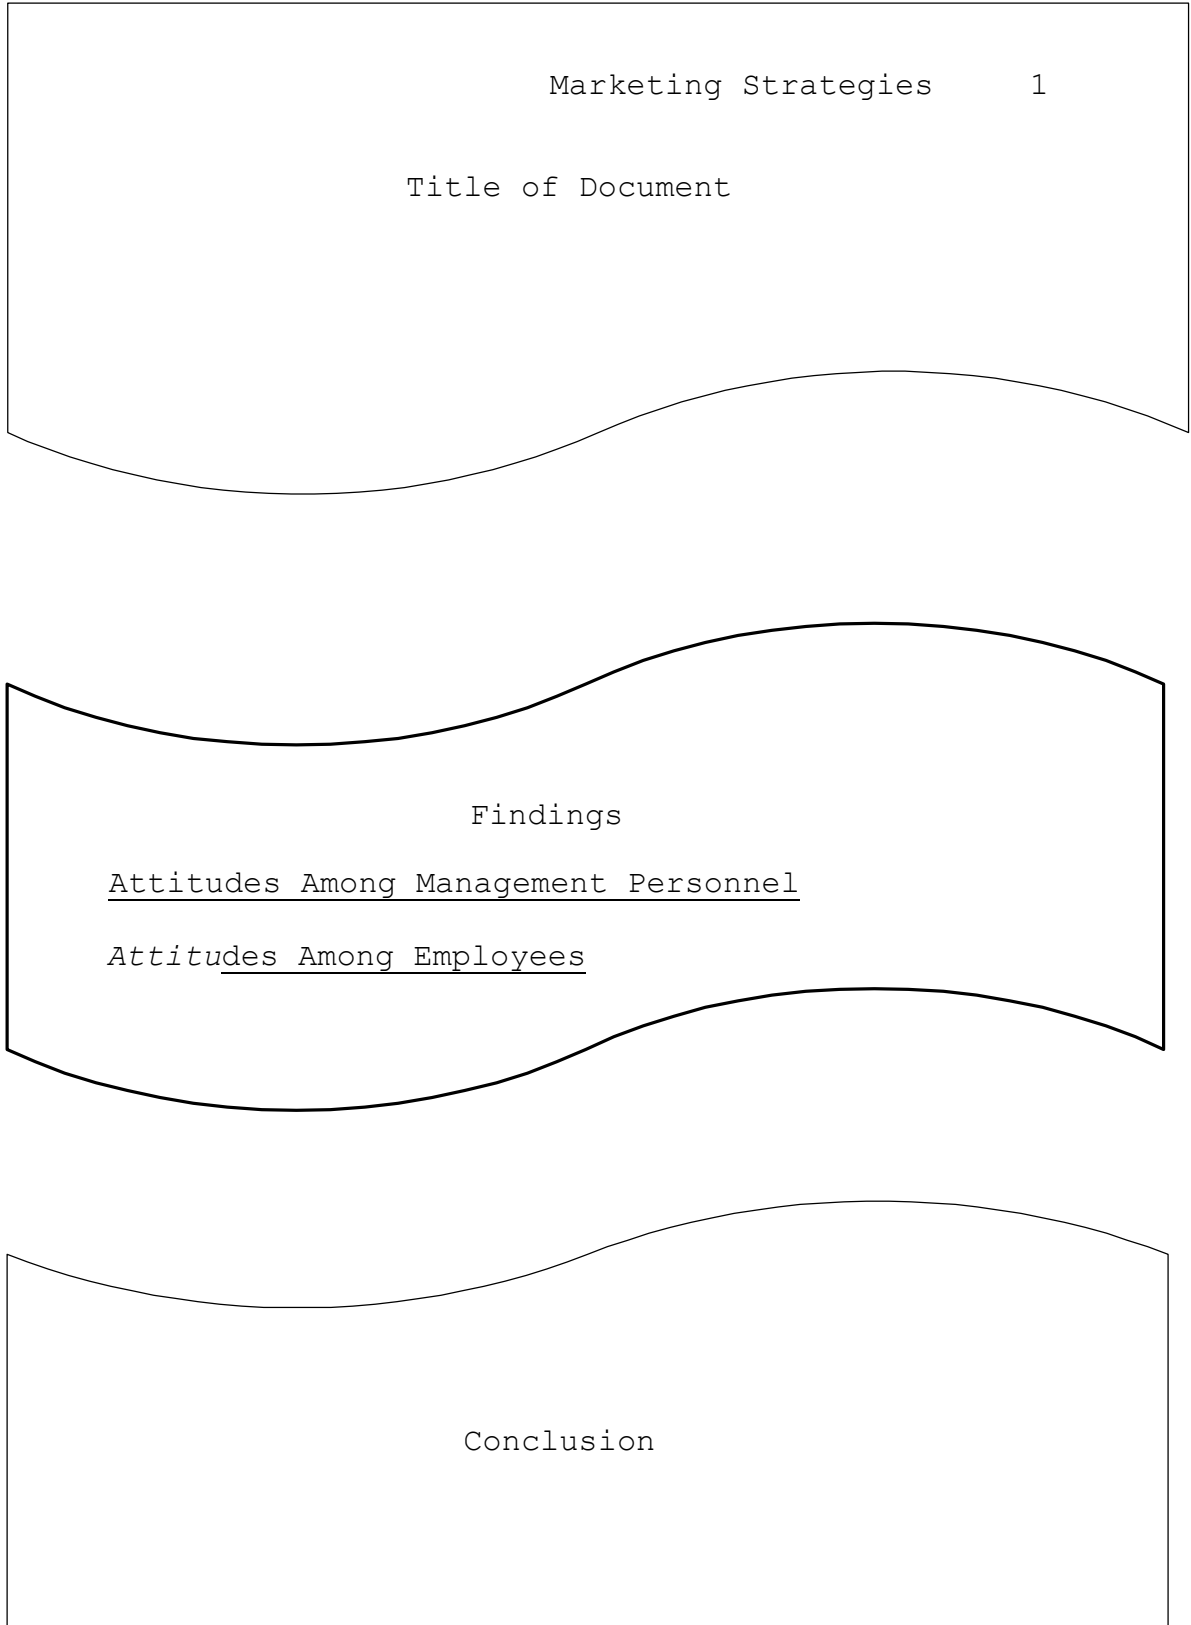 Marketing Strategies 1
Title of Document
Findings
Attitudes Among Management Personnel
Attitudes Among Employees
Conclusion